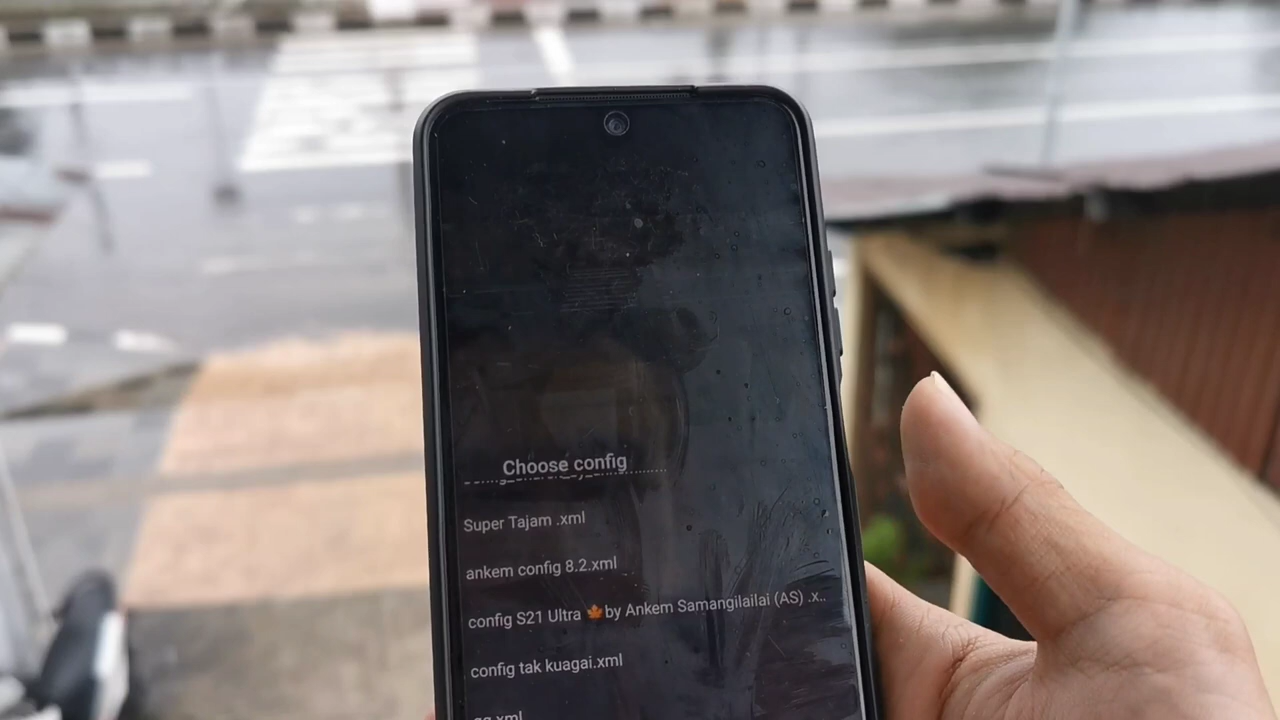 Choose config
Super Tajam .xml
ankem config 8.2.xml
config S21 Ultra 🍁by Ankem Samangilailai (AS) .x..
config tak kuagai.xml